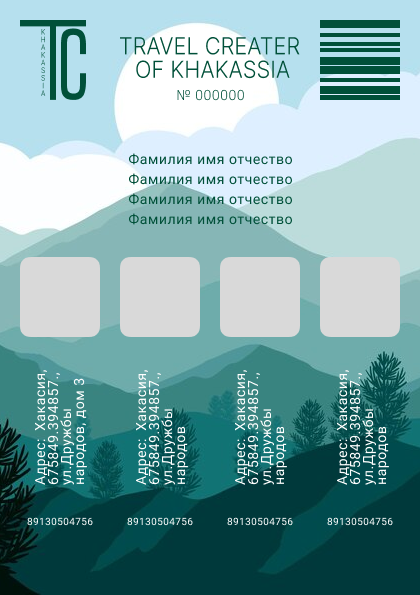 TC
KHAKASSIA
TRAVEL CREATER
OF KHAKASSIA
№ 000000
Фамилия имя отчество
Фамилия имя отчество
Фамилия имя отчество
Фамилия имя отчество
Адрес: Хакасия,
675849.394857.,
ул.Дружбы
народов, дом 3
Адрес: Хакасия,
675849.394857.,
ул.Дружбы
народов
Адрес: Хакасия,
675849.394857.,
ул.Дружбы
народов
Адрес: Хакасия,
675849.394857.,
ул.Дружбы
народов
89130504756
89130504756
89130504756
89130504756